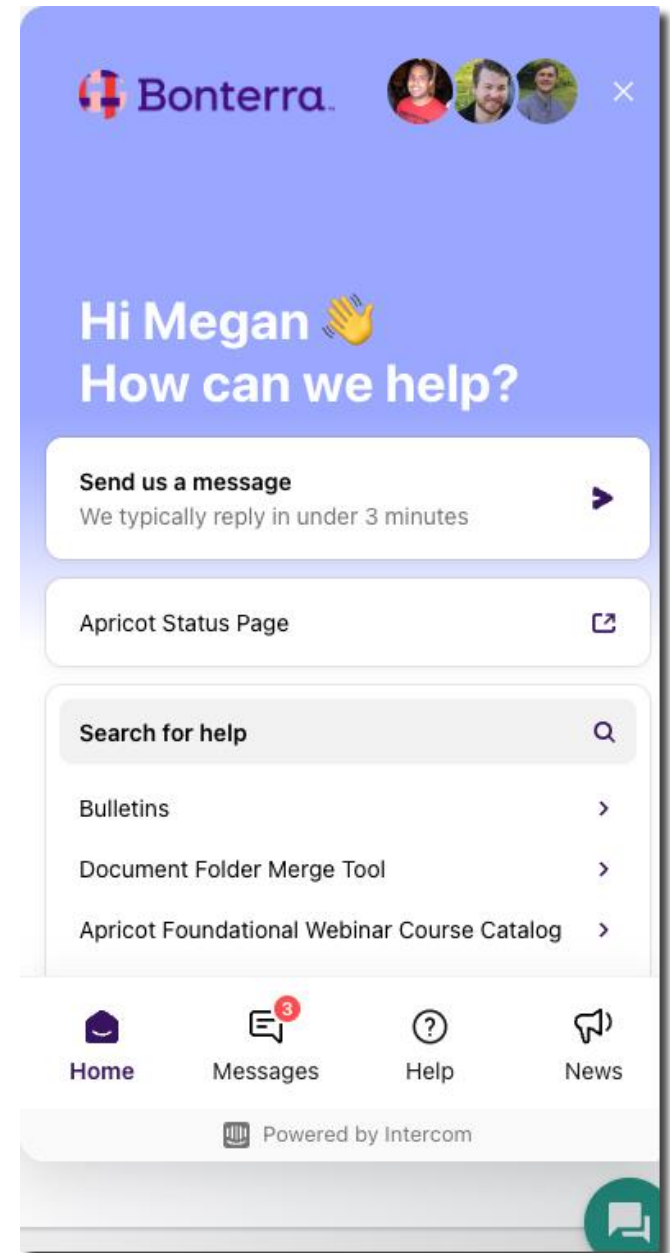 Bonterra™
Hi Megan 👋
How can we help?
Send us a message
We typically reply in under 3 minutes
Apricot Status Page
Search for help
Bulletins
Document Folder Merge Tool
Apricot Foundational Webinar Course Catalog
3
Home Messages Help News
Powered by Intercom